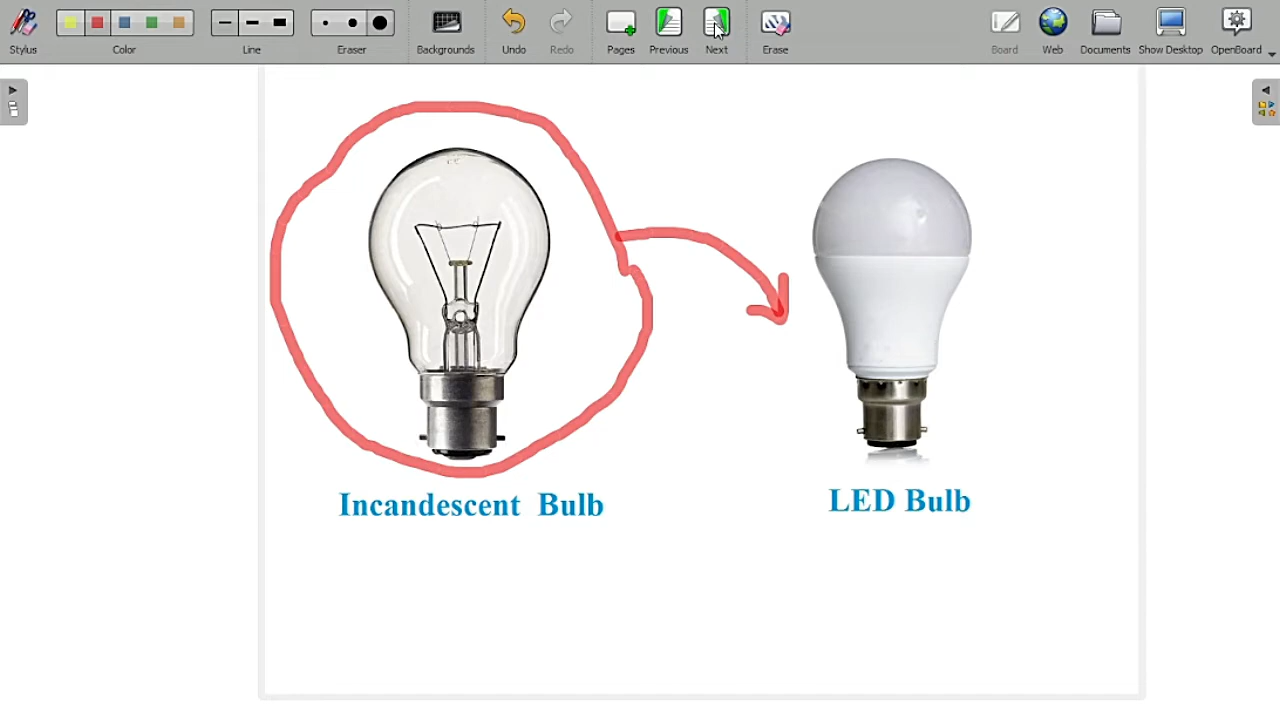 Stylus
Color
Line
Eraser
Backgrounds
Undo
Redo
Pages
Previous
Next
Erase
Board
Web
Documents
Show Desktop
OpenBoard
Incandescent Bulb
LED Bulb